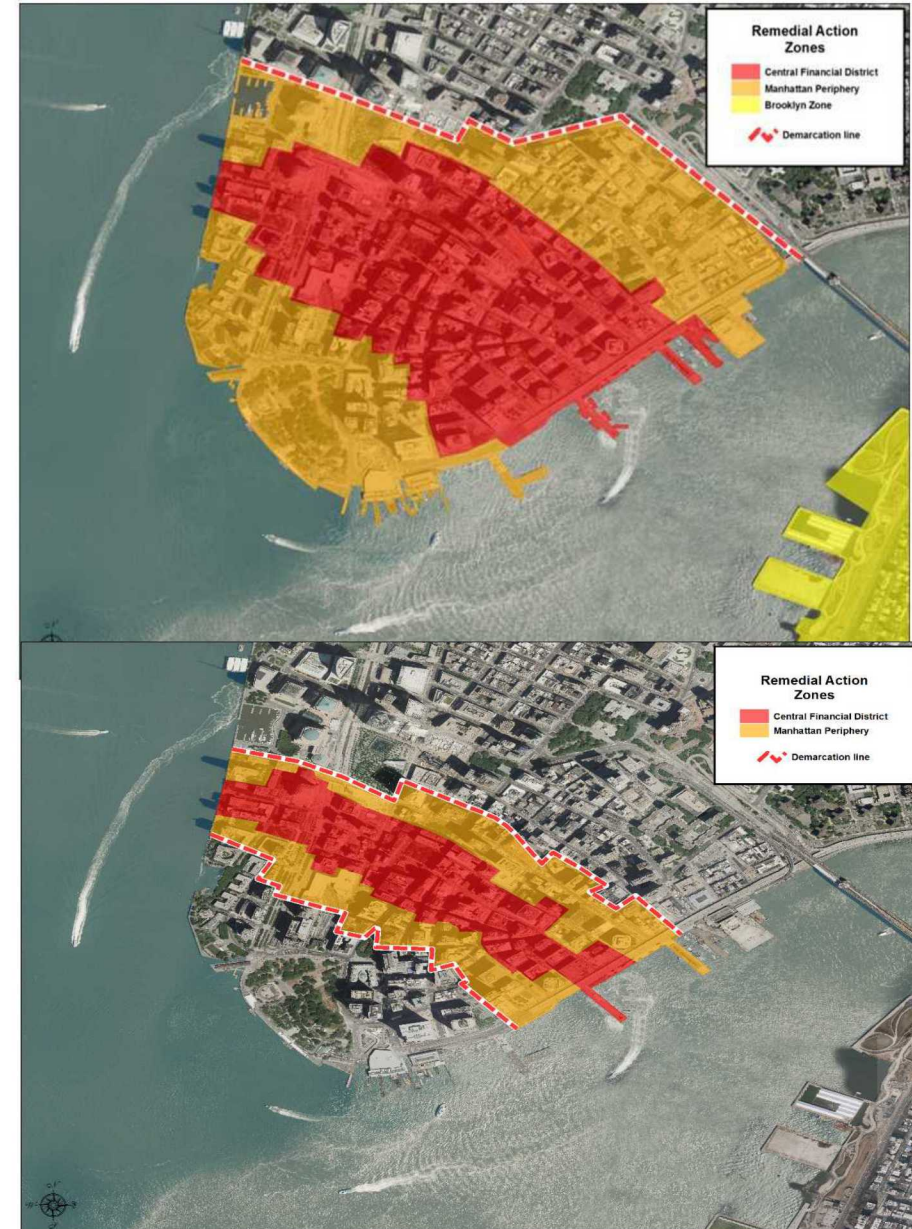 Remedial Action
Zones
Central Financial District
Manhattan Periphery
Brooklyn Zone
Demarcation line
Remedial Action
Zones
Central Financial District
Manhattan Periphery
Demarcation line